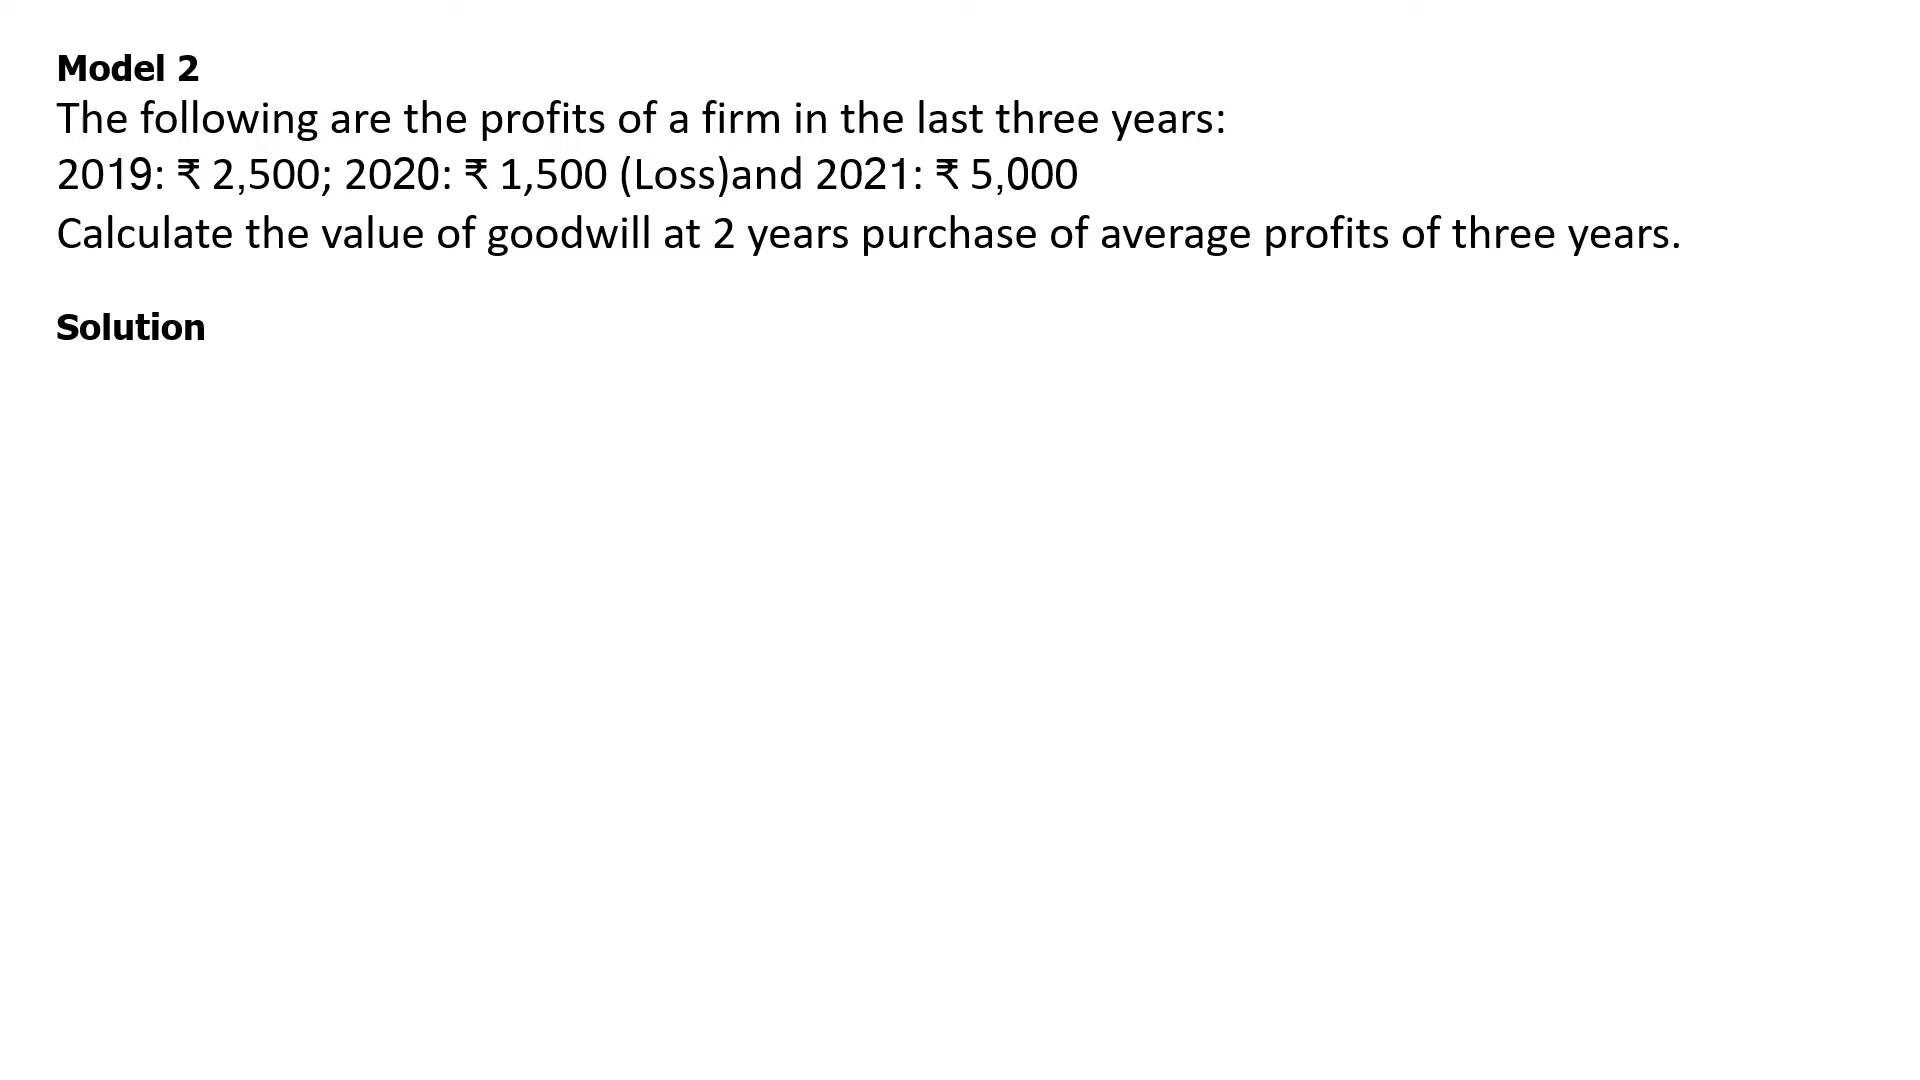 Model 2
The following are the profits of a firm in the last three years:
2019: ₹ 2,500; 2020: ₹ 1,500 (Loss)and 2021: ₹ 5,000
Calculate the value of goodwill at 2 years purchase of average profits of three years.
Solution